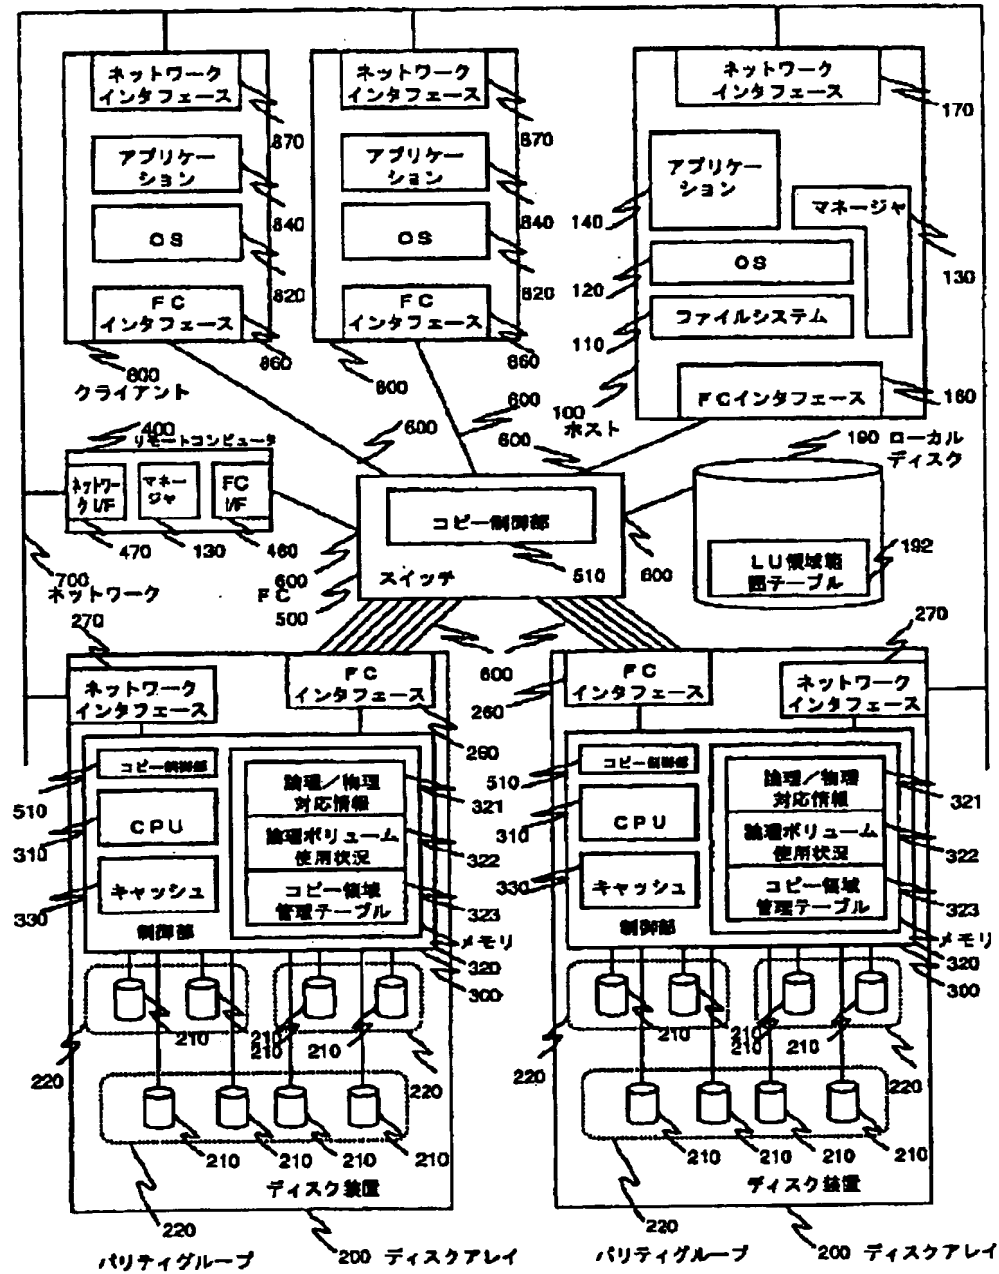 ネットワーク
インタフェース
870
アプリケー
ション
840
OS
820
FC
インタフェース
860
800
クライアント
ネットワーク
インタフェース
870
アプリケー
ション
840
OS
820
FC
インタフェース
860
800
ネットワーク
インタフェース
170
アプリケー
ション
140
マネージャ
130
OS
120
ファイルシステム
110
FCインタフェース
160
100
ホスト
600
600
600
400
リモートコンピュータ
ネットワー
クI/F
マネー
ジャ
FC
I/F
470
130
460
700
ネットワーク
コピー制御部
510
スイッチ
600
FC
500
600
190 ローカル
ディスク
LU領域範
囲テーブル
192
600
270
ネットワーク
インタフェース
FC
インタフェース
260
コピー制御部
510
CPU
310
キャッシュ
330
制御部
論理/物理
対応情報
321
論理ボリューム
使用状況
322
コピー領域
管理テーブル
323
メモリ
320
300
210
210
210
210
220
220
210
210
210
210
ディスク装置
220
パリティグループ
200 ディスクアレイ
FC
インタフェース
260
270
ネットワーク
インタフェース
コピー制御部
510
CPU
310
キャッシュ
330
制御部
論理/物理
対応情報
321
論理ボリューム
使用状況
322
コピー領域
管理テーブル
323
メモリ
320
300
210
210
210
210
220
220
210
210
210
210
ディスク装置
220
パリティグループ
200 ディスクアレイ